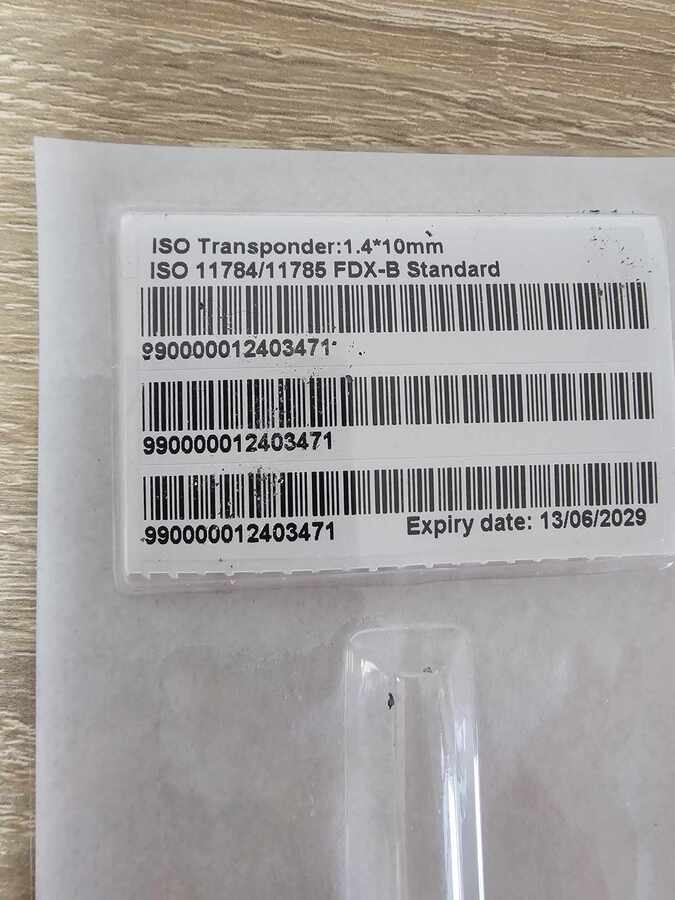 ISO Transponder:1.4*10mm
ISO 11784/11785 FDX-B Standard
990000012403471
990000012403471
990000012403471
Expiry date: 13/06/2029